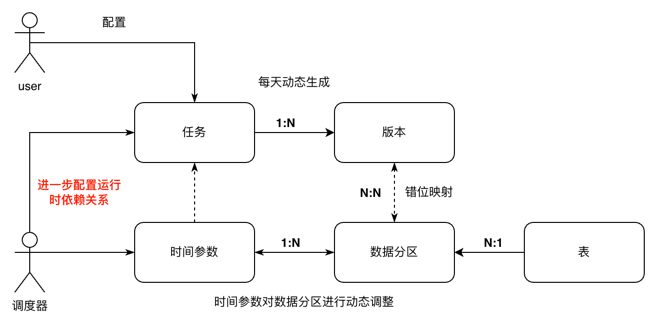 配置
user
每天动态生成
任务
1:N
版本
进一步配置运行
时依赖关系
N:N
错位映射
时间参数
1:N
数据分区
N:1
表
调度器
时间参数对数据分区进行动态调整